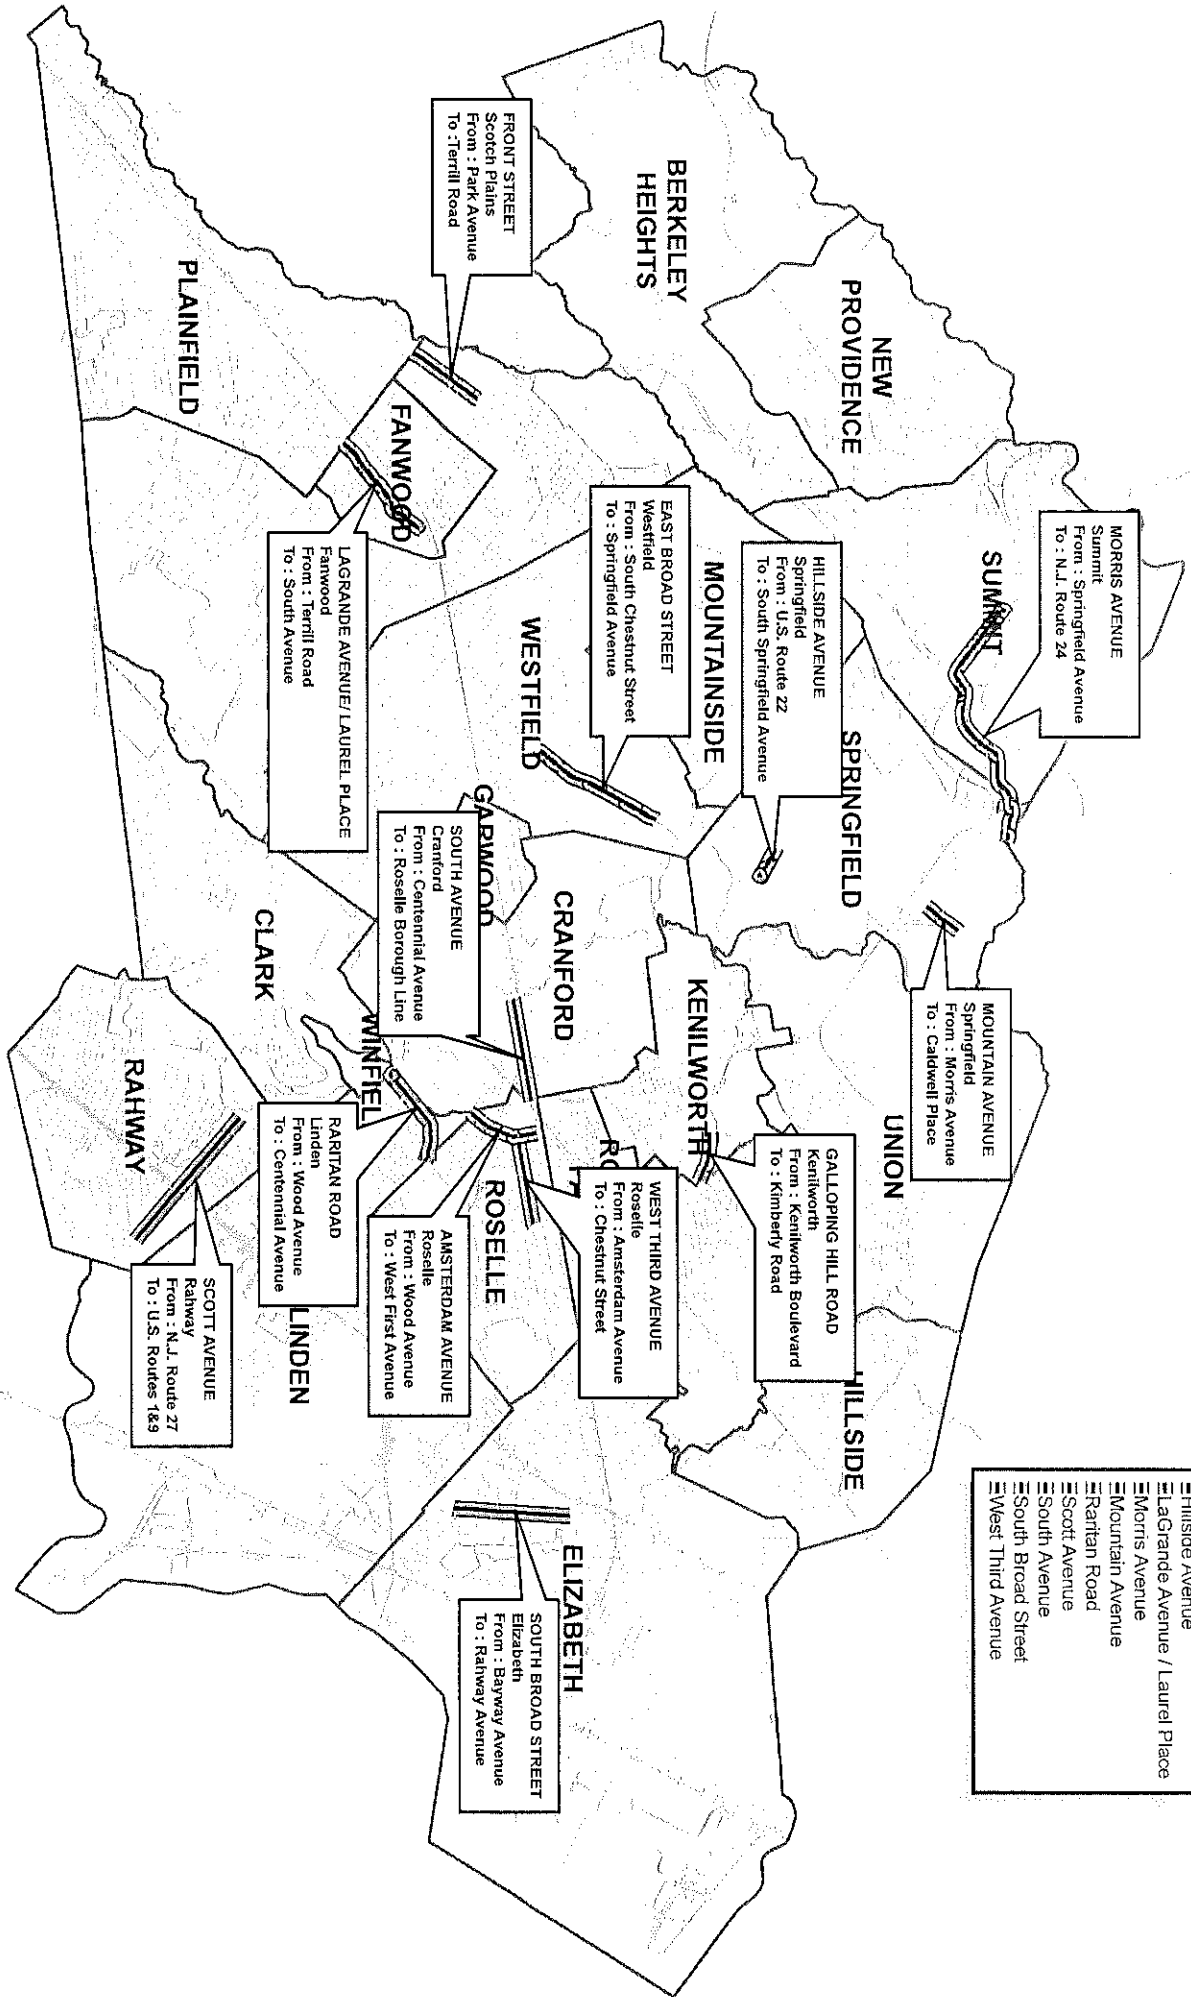 Hillside Avenue
LaGrande Avenue / Laurel Place
Morris Avenue
Mountain Avenue
Raritan Road
Scott Avenue
South Avenue
South Broad Street
West Third Avenue
MORRIS AVENUE
Summit
From : Springfield Avenue
To : N.J. Route 24
SUMMIT
NEW
PROVIDENCE
BERKELEY
HEIGHTS
MOUNTAIN AVENUE
Springfield
From : Morris Avenue
To : Caldwell Place
UNION
SPRINGFIELD
HILLSIDE AVENUE
Springfield
From : U.S. Route 22
To : South Springfield Avenue
HILLSIDE
GALLOPING HILL ROAD
Kenilworth
From : Kenilworth Boulevard
To : Kimberly Road
KENILWORTH
MOUNTAINSIDE
EAST BROAD STREET
Westfield
From : South Chestnut Street
To : Springfield Avenue
WEST THIRD AVENUE
Roselle
From : Amsterdam Avenue
To : Chestnut Street
RO
FRONT STREET
Scotch Plains
From : Park Avenue
To : Terrill Road
WESTFIELD
CRANFORD
ELIZABETH
SOUTH BROAD STREET
Elizabeth
From : Bayway Avenue
To : Rahway Avenue
GARWOOD
SOUTH AVENUE
Cranford
From : Centennial Avenue
To : Roselle Borough Line
ROSELLE
AMSTERDAM AVENUE
Roselle
From : Wood Avenue
To : West First Avenue
FANWOOD
LAGRANDE AVENUE/ LAUREL PLACE
Fanwood
From : Terrill Road
To : South Avenue
WINFIEL
RARITAN ROAD
Linden
From : Wood Avenue
To : Centennial Avenue
LINDEN
CLARK
PLAINFIELD
RAHWAY
SCOTT AVENUE
Rahway
From : N.J. Route 27
To : U.S. Routes 1&9